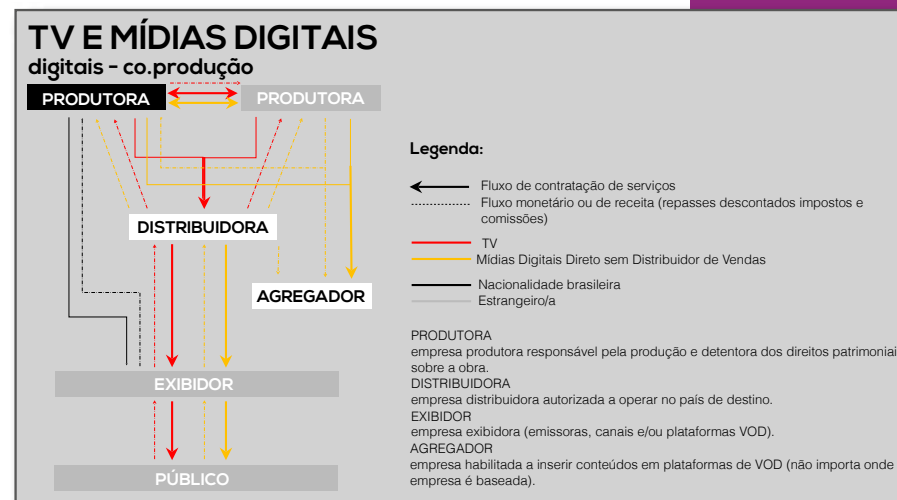 TV E MÍDIAS DIGITAIS
digitais - co.produção
PRODUTORA
PRODUTORA
DISTRIBUIDORA
AGREGADOR
EXIBIDOR
PÚBLICO
Legenda:
Fluxo de contratação de serviços
Fluxo monetário ou de receita (repasses descontados impostos e
comissões)
TV
Mídias Digitais Direto sem Distribuidor de Vendas
Nacionalidade brasileira
Estrangeiro/a
PRODUTORA
empresa produtora responsável pela produção e detentora dos direitos patrimoniai
sobre a obra.
DISTRIBUIDORA
empresa distribuidora autorizada a operar no país de destino.
EXIBIDOR
empresa exibidora (emissoras, canais e/ou plataformas VOD).
AGREGADOR
empresa habilitada a inserir conteúdos em plataformas de VOD (não importa onde
empresa é baseada).